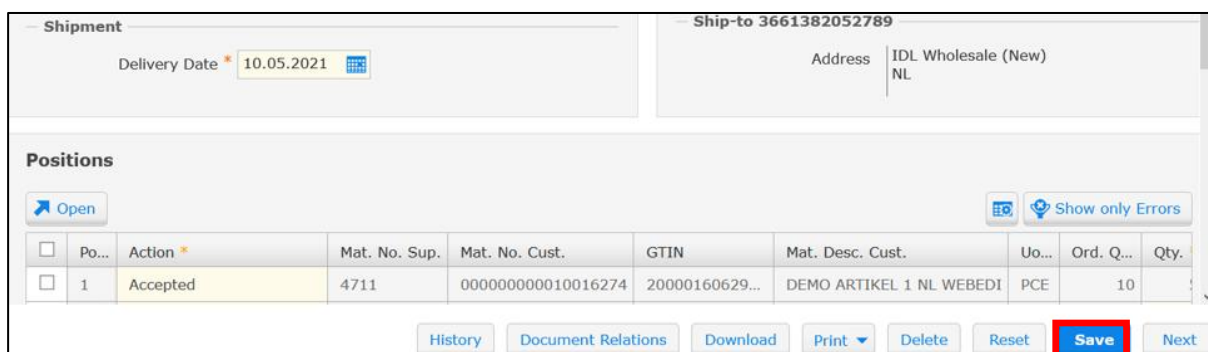 Shipment
Delivery Date * 10.05.2021
Ship-to 3661382052789
Address IDL Wholesale (New)
NL
Positions
Open Show only Errors
Po... Action * Mat. No. Sup. Mat. No. Cust. GTIN Mat. Desc. Cust. Uo... Ord. Q... Qty.
1 Accepted 4711 000000000010016274 20000160629... DEMO ARTIKEL 1 NL WEBEDI PCE 10
History Document Relations Download Print Delete Reset Save Next